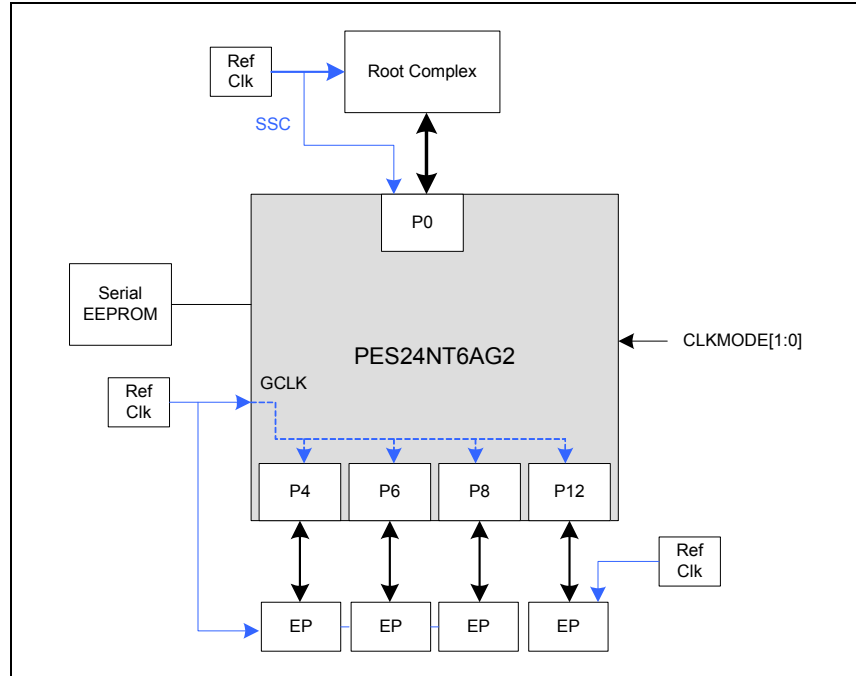 Ref
Clk
Root Complex
SSC
P0
Serial
EEPROM
PES24NT6AG2
CLKMODE[1:0]
GCLK
Ref
Clk
P4
P6
P8
P12
Ref
Clk
EP
EP
EP
EP